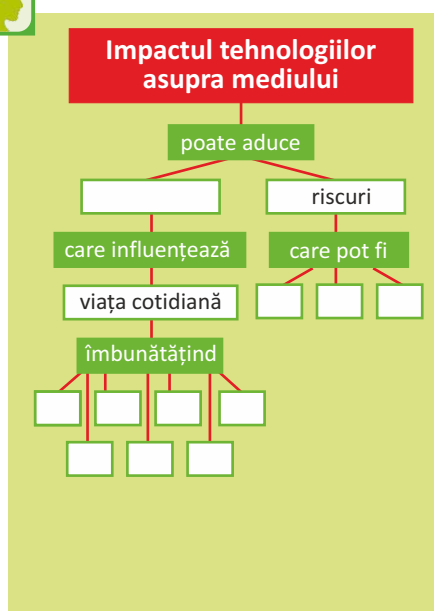 Impactul tehnologiilor
asupra mediului
poate aduce
riscuri
care influențează
care pot fi
viața cotidiană
îmbunătățind